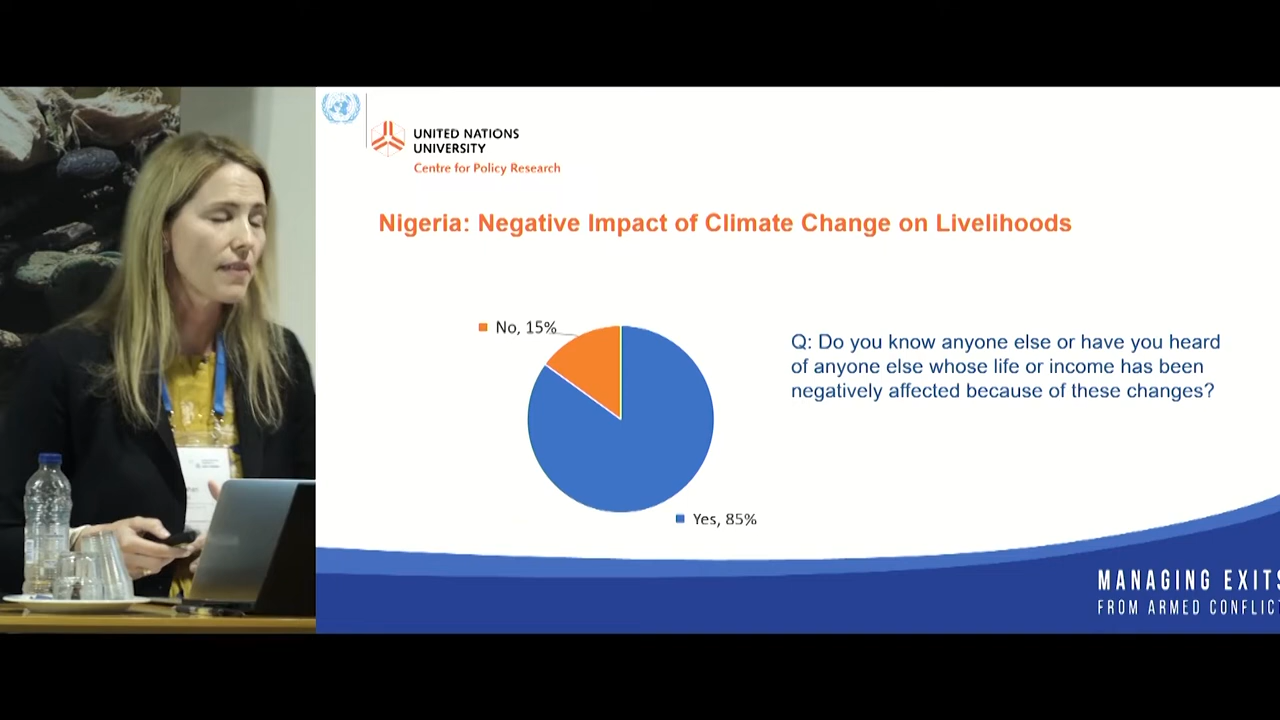 UNITED NATIONS
UNIVERSITY
Centre for Policy Research
Nigeria: Negative Impact of Climate Change on Livelihoods
No, 15%
Q: Do you know anyone else or have you heard
of anyone else whose life or income has been
negatively affected because of these changes?
Yes, 85%
MANAGING EXITS
FROM ARMED CONFLICT